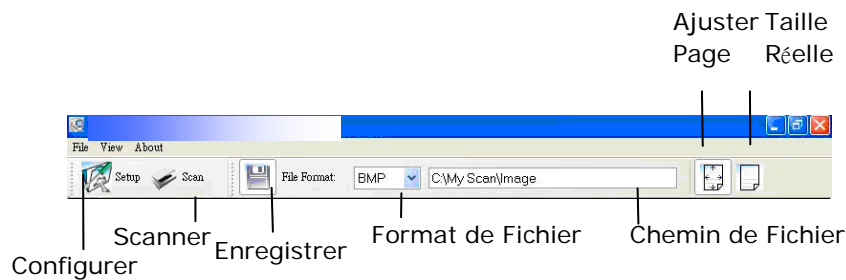 Ajuster Taille
Page Réelle
File View About
Setup Scan File Format: BMP C:\My Scan\Image
Scanner Enregistrer Format de Fichier Chemin de Fichier
Configurer